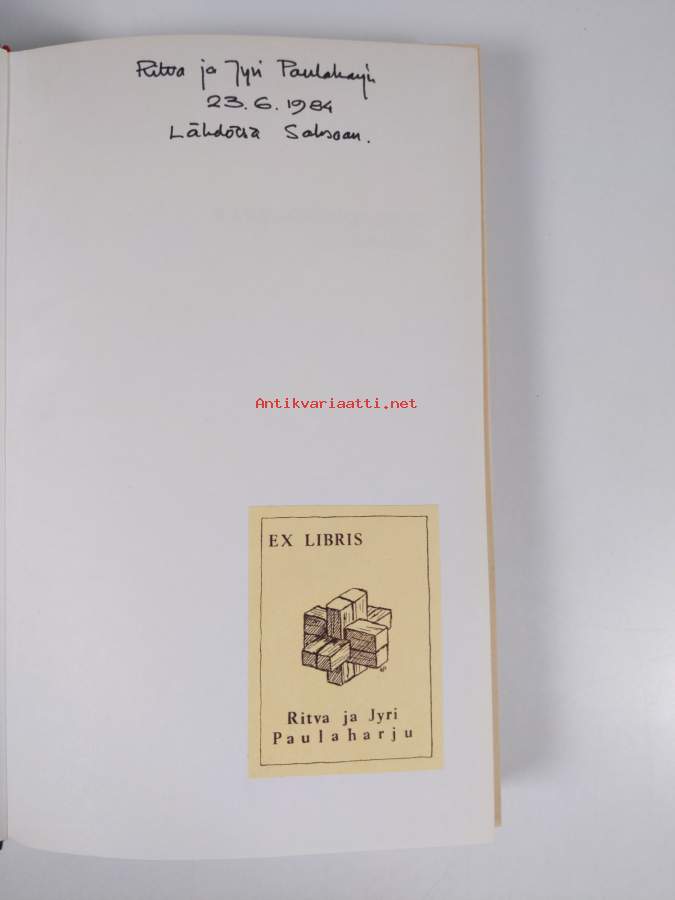 Ritva ja Jyri Paulaharju
23.6.1984
Lähdössä Saksaan.
Antikvariaatti.net
EX LIBRIS
Ritva ja Jyri
Paulaharju